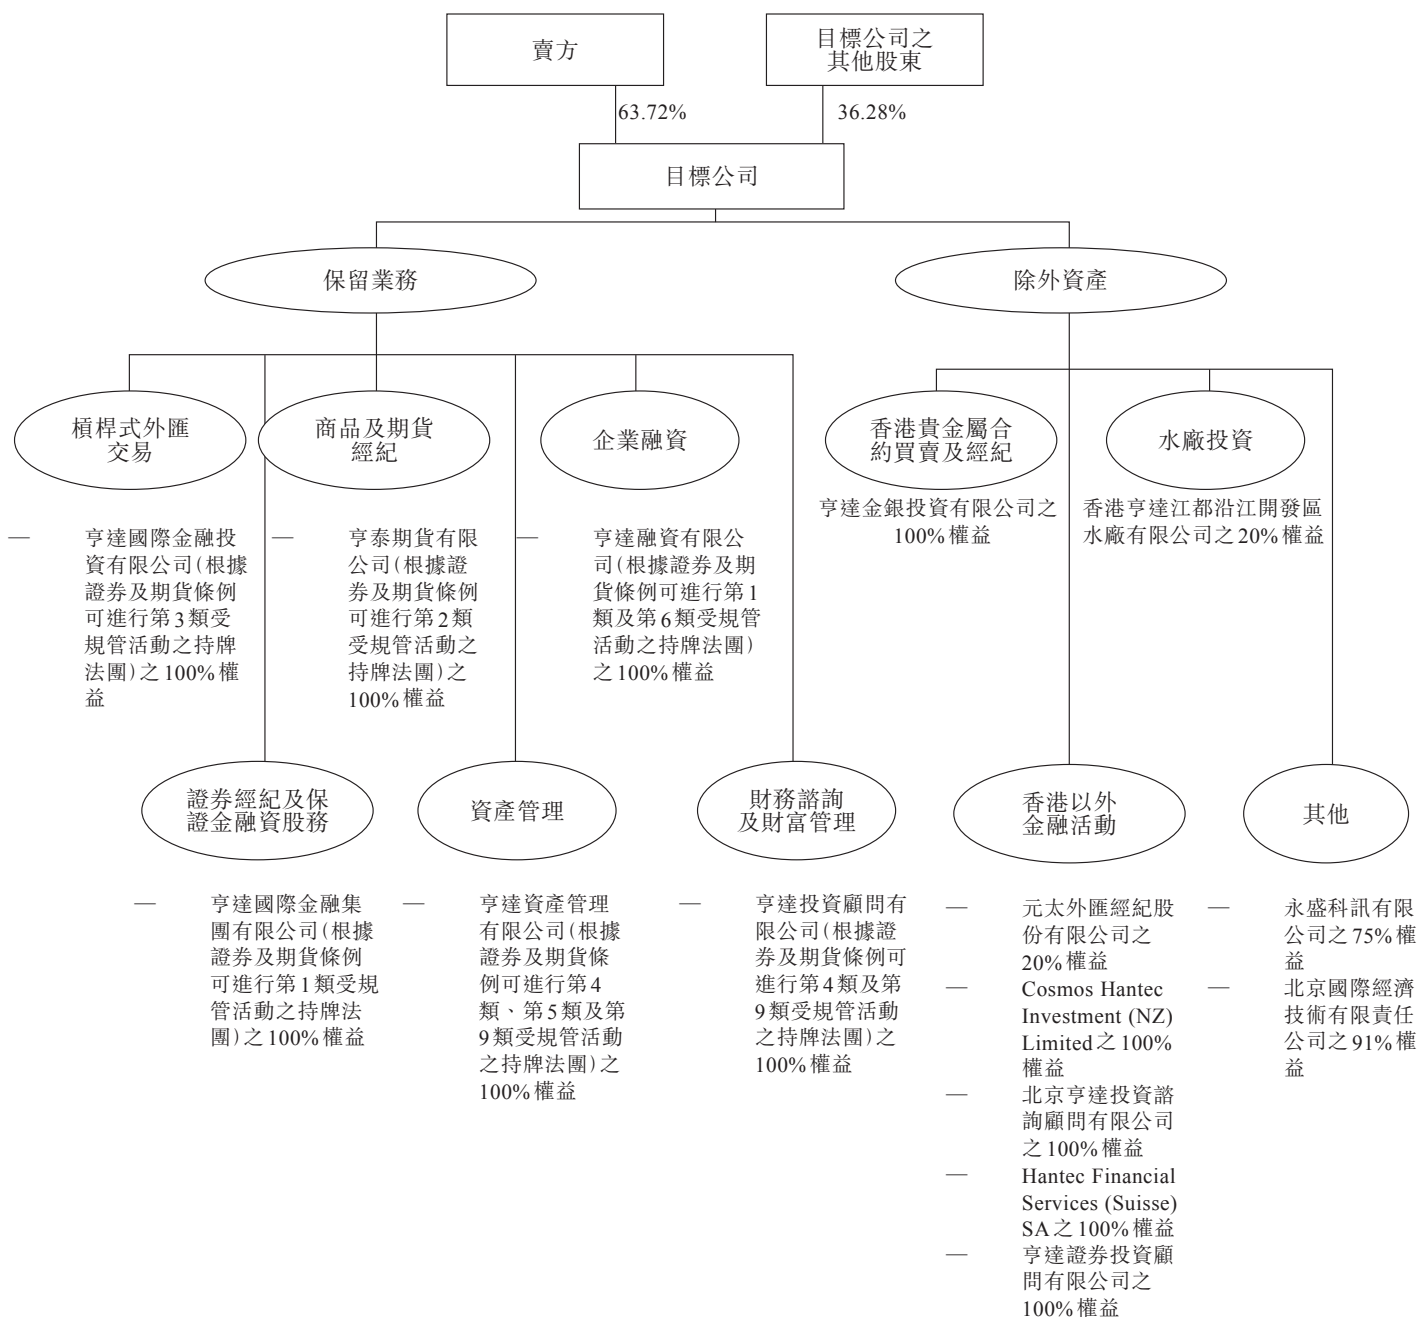 賣方
目標公司之
其他股東
63.72%
36.28%
目標公司
保留業務
除外資產
槓桿式外匯
交易
商品及期貨
經紀
企業融資
香港貴金屬合
約買賣及經紀
水廠投資
— 亨達國際金融投
資有限公司(根據
證券及期貨條例
可進行第3類受
規管活動之持牌
法團)之100%權
益
— 亨泰期貨有限
公司(根據證
券及期貨條例
可進行第2類
受規管活動之
持牌法團)之
100%權益
— 亨達融資有限公
司(根據證券及期
貨條例可進行第1
類及第6類受規管
活動之持牌法團)
之100%權益
亨達金銀投資有限公司之
100%權益
香港亨達江都沿江開發區
水廠有限公司之20%權益
證券經紀及保
證金融資股務
資產管理
財務諮詢
及財富管理
香港以外
金融活動
其他
— 亨達國際金融集
團有限公司(根據
證券及期貨條例
可進行第1類受規
管活動之持牌法
團)之100%權益
— 亨達資產管理
有限公司(根據
證券及期貨條
例可進行第4
類、第5類及第
9類受規管活動
之持牌法團)之
100%權益
— 亨達投資顧問有
限公司(根據證
券及期貨條例可
進行第4類及第
9類受規管活動
之持牌法團)之
100%權益
— 元太外匯經紀股
份有限公司之
20%權益
— Cosmos Hantec
Investment (NZ)
Limited之100%
權益
— 北京亨達投資諮
詢顧問有限公司
之100%權益
— Hantec Financial
Services (Suisse)
SA之100%權益
— 亨達證券投資顧
問有限公司之
100%權益
— 永盛科訊有限
公司之75%權
益
— 北京國際經濟
技術有限責任
公司之91%權
益